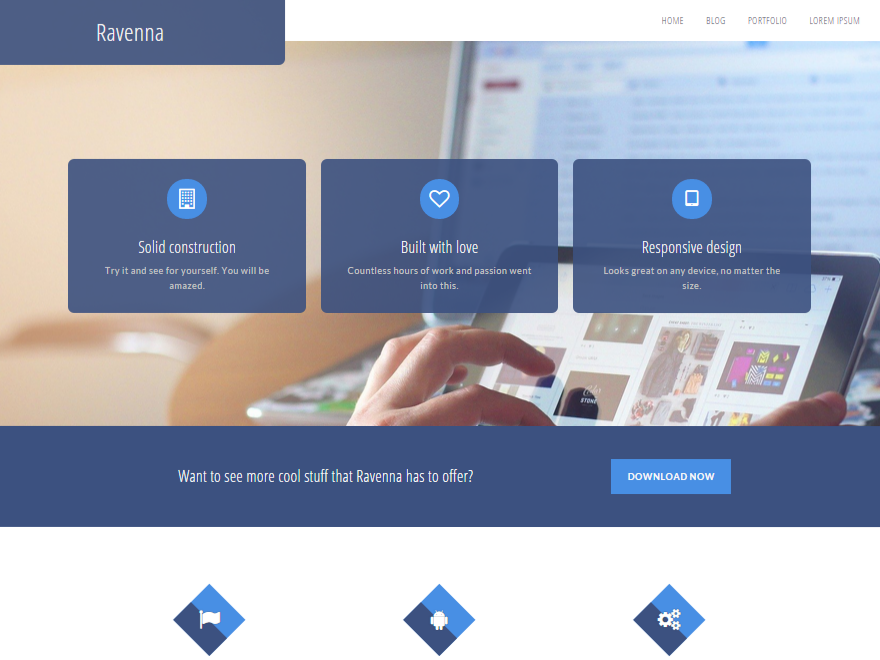 Ravenna
HOME BLOG PORTFOLIO LOREM IPSUM
Solid construction
Try it and see for yourself. You will be
amazed.
Built with love
Countless hours of work and passion went
into this.
Responsive design
Looks great on any device, no matter the
size.
STONE
Want to see more cool stuff that Ravenna has to offer?
DOWNLOAD NOW